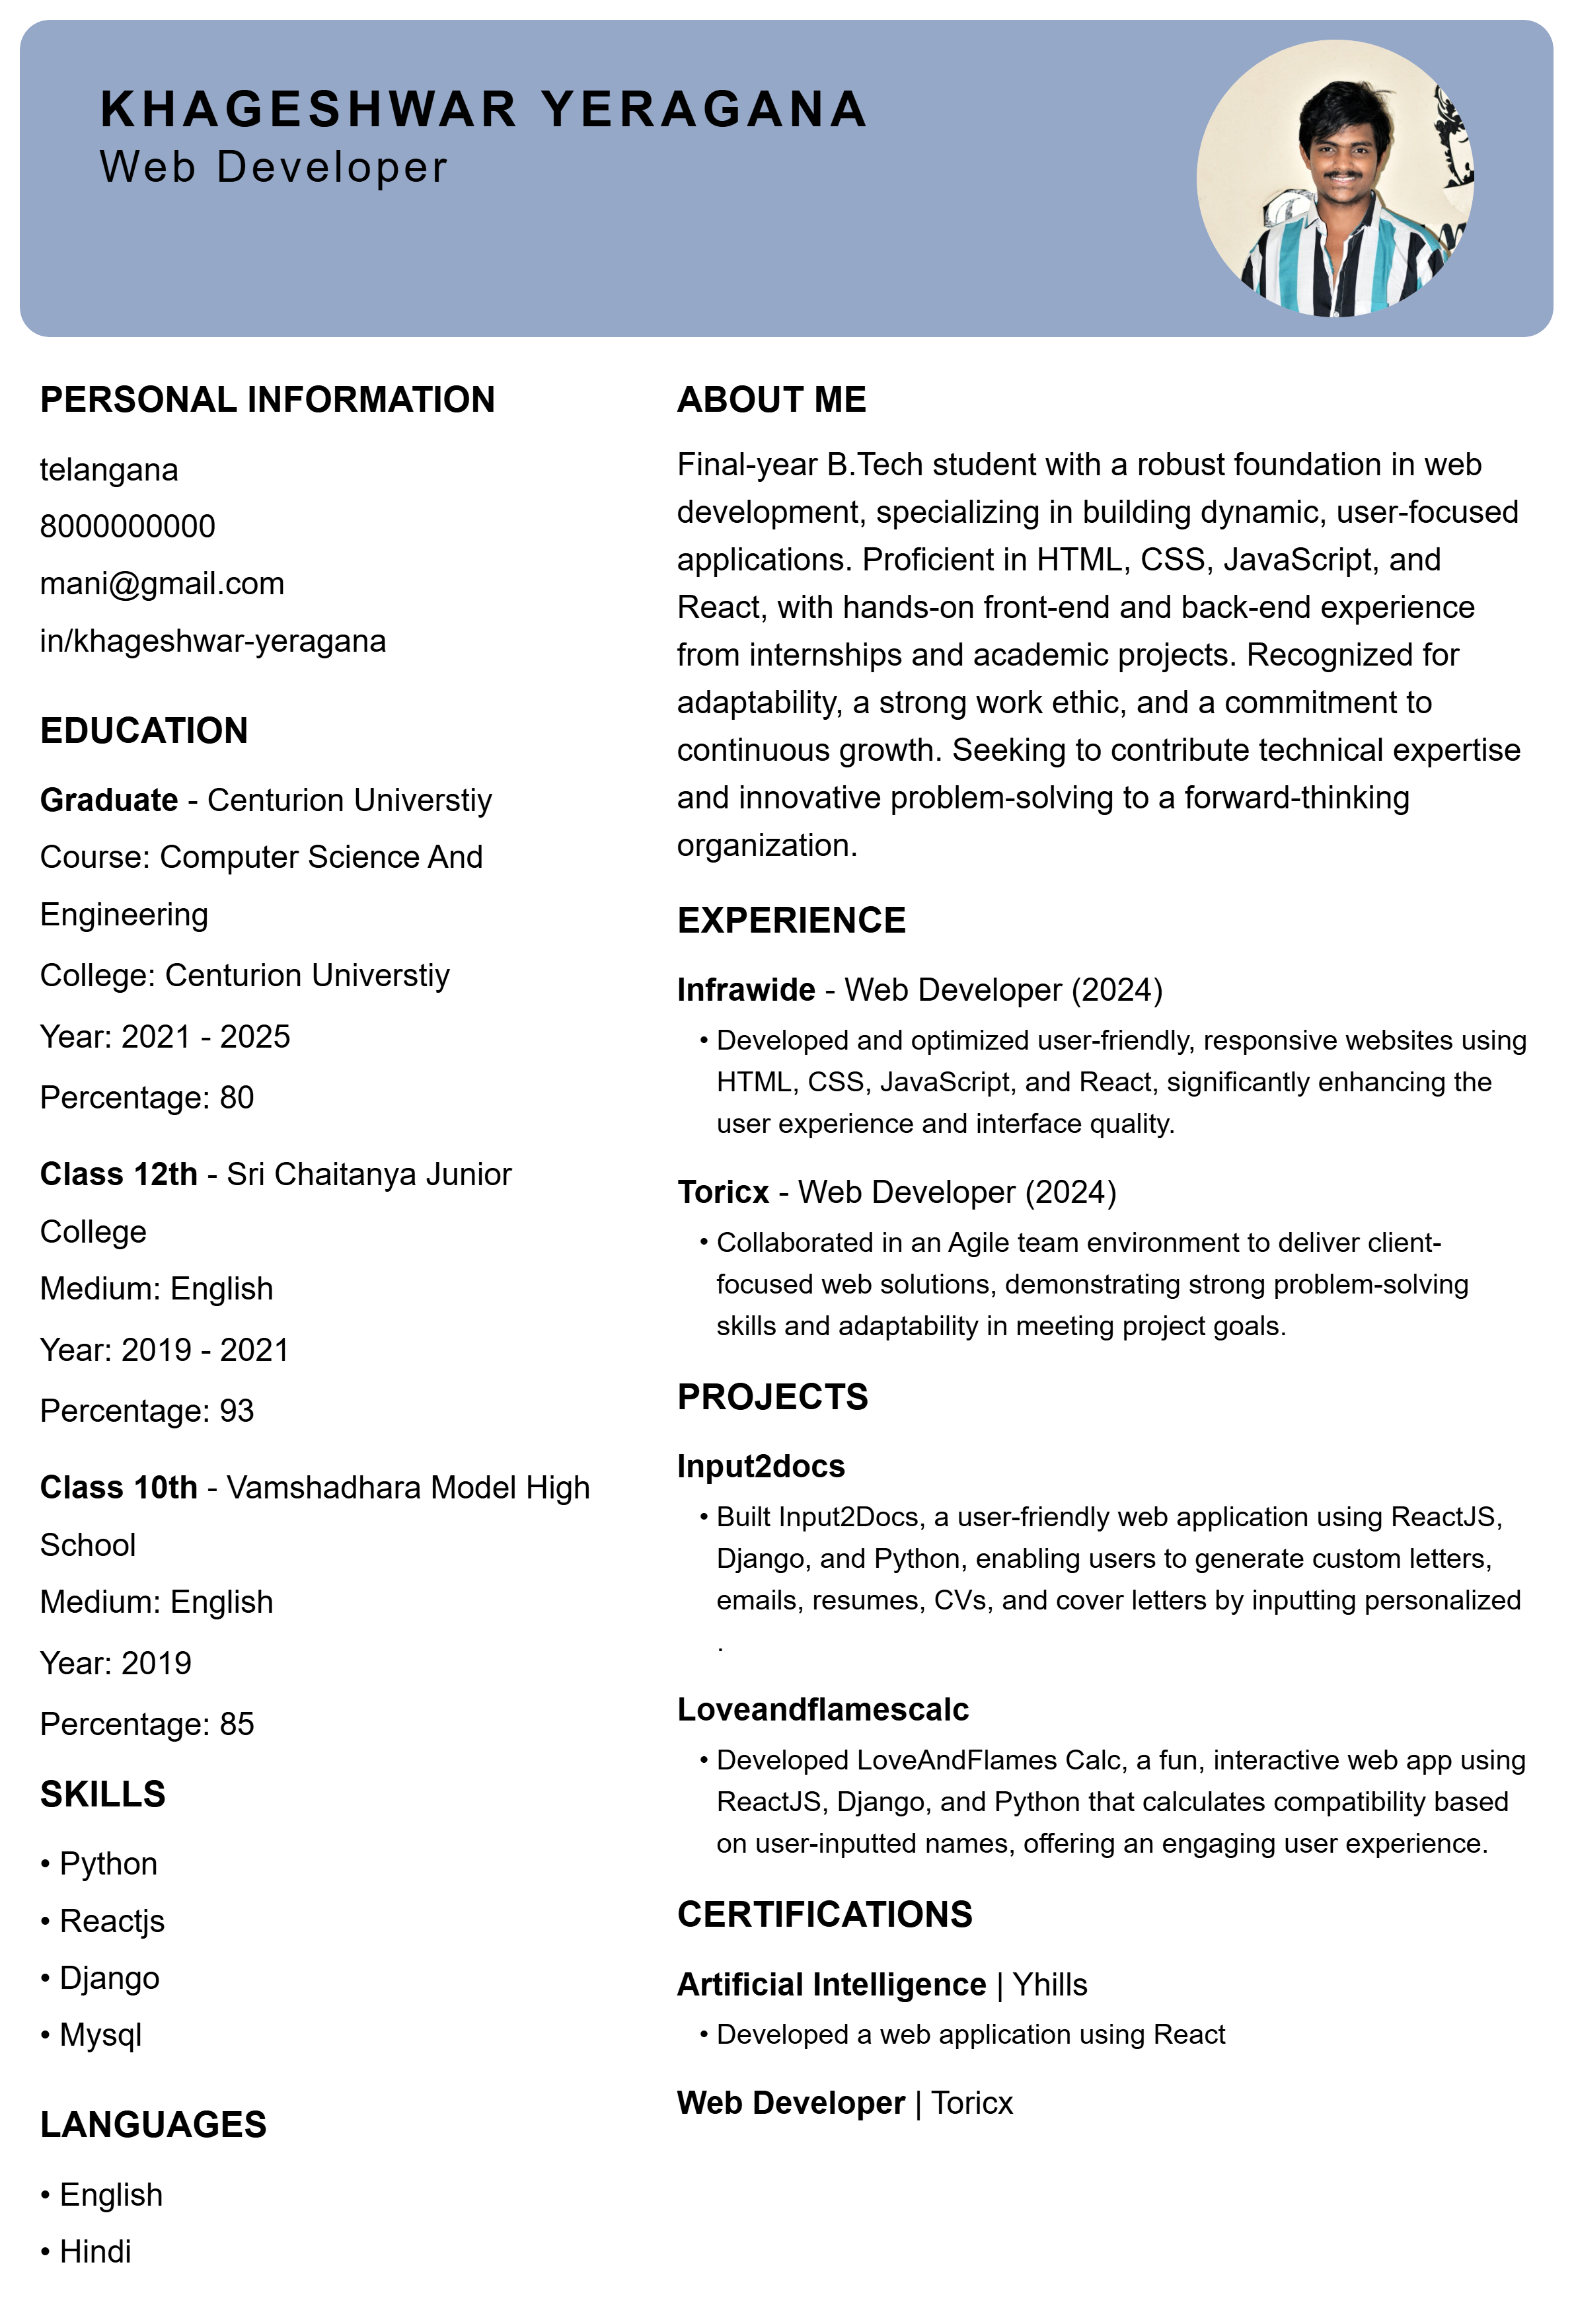 KHAGESHWAR YERAGANA
Web Developer
PERSONAL INFORMATION
telangana
8000000000
mani@gmail.com
in/khageshwar-yeragana
EDUCATION
Graduate - Centurion Universtiy
Course: Computer Science And
Engineering
College: Centurion Universtiy
Year: 2021 - 2025
Percentage: 80
Class 12th - Sri Chaitanya Junior
College
Medium: English
Year: 2019 - 2021
Percentage: 93
Class 10th - Vamshadhara Model High
School
Medium: English
Year: 2019
Percentage: 85
SKILLS
• Python
• Reactjs
• Django
• Mysql
LANGUAGES
• English
• Hindi
ABOUT ME
Final-year B.Tech student with a robust foundation in web
development, specializing in building dynamic, user-focused
applications. Proficient in HTML, CSS, JavaScript, and
React, with hands-on front-end and back-end experience
from internships and academic projects. Recognized for
adaptability, a strong work ethic, and a commitment to
continuous growth. Seeking to contribute technical expertise
and innovative problem-solving to a forward-thinking
organization.
EXPERIENCE
Infrawide - Web Developer (2024)
• Developed and optimized user-friendly, responsive websites using
HTML, CSS, JavaScript, and React, significantly enhancing the
user experience and interface quality.
Toricx - Web Developer (2024)
• Collaborated in an Agile team environment to deliver client-
focused web solutions, demonstrating strong problem-solving
skills and adaptability in meeting project goals.
PROJECTS
Input2docs
• Built Input2Docs, a user-friendly web application using ReactJS,
Django, and Python, enabling users to generate custom letters,
emails, resumes, CVs, and cover letters by inputting personalized
.
Loveandflamescalc
• Developed LoveAndFlames Calc, a fun, interactive web app using
ReactJS, Django, and Python that calculates compatibility based
on user-inputted names, offering an engaging user experience.
CERTIFICATIONS
Artificial Intelligence | Yhills
• Developed a web application using React
Web Developer | Toricx